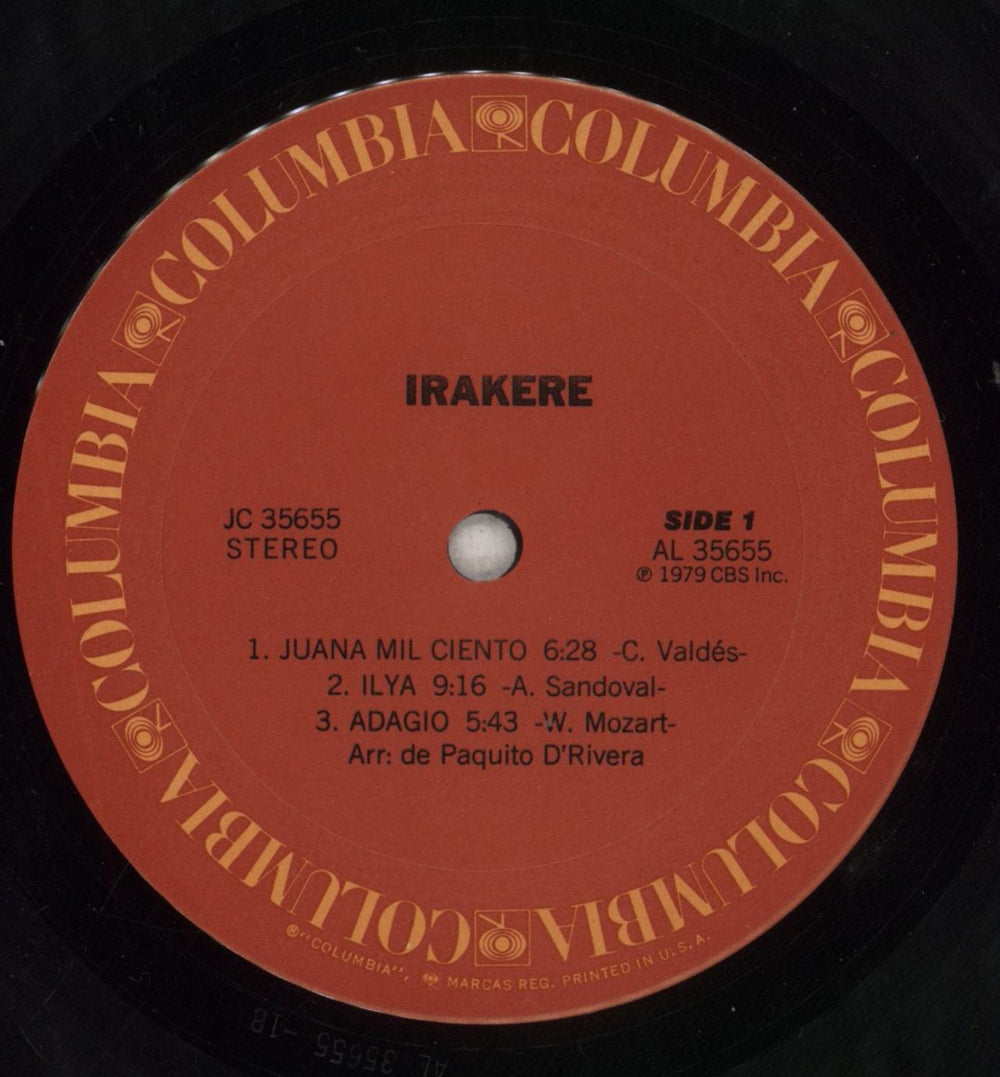 COLUMBIA COLUMBIA COLUMBIA COLUMBIA COLUMBIA COLUMBIA
IRAKERE
JC 35655
STEREO
SIDE 1
AL 35655
℗ 1979 CBS Inc.
1. JUANA MIL CIENTO 6:28 -C. Valdés-
2. ILYA 9:16 -A. Sandoval-
3. ADAGIO 5:43 -W. Mozart-
Arr: de Paquito D'Rivera
®"COLUMBIA", MARCAS REG. PRINTED IN U.S.A.
AL 35655 -1B